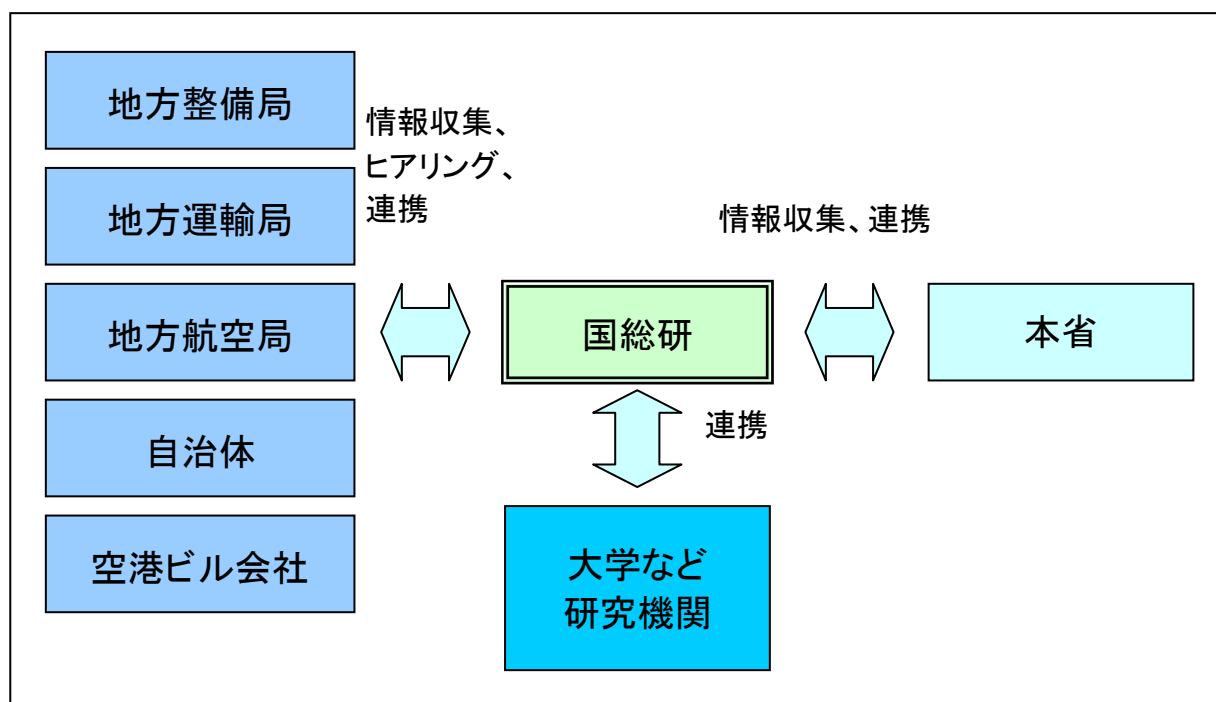 地方整備局
地方運輸局
地方航空局
自治体
空港ビル会社
情報収集、
ヒアリング、
連携
国総研
情報収集、連携
本省
連携
大学など
研究機関